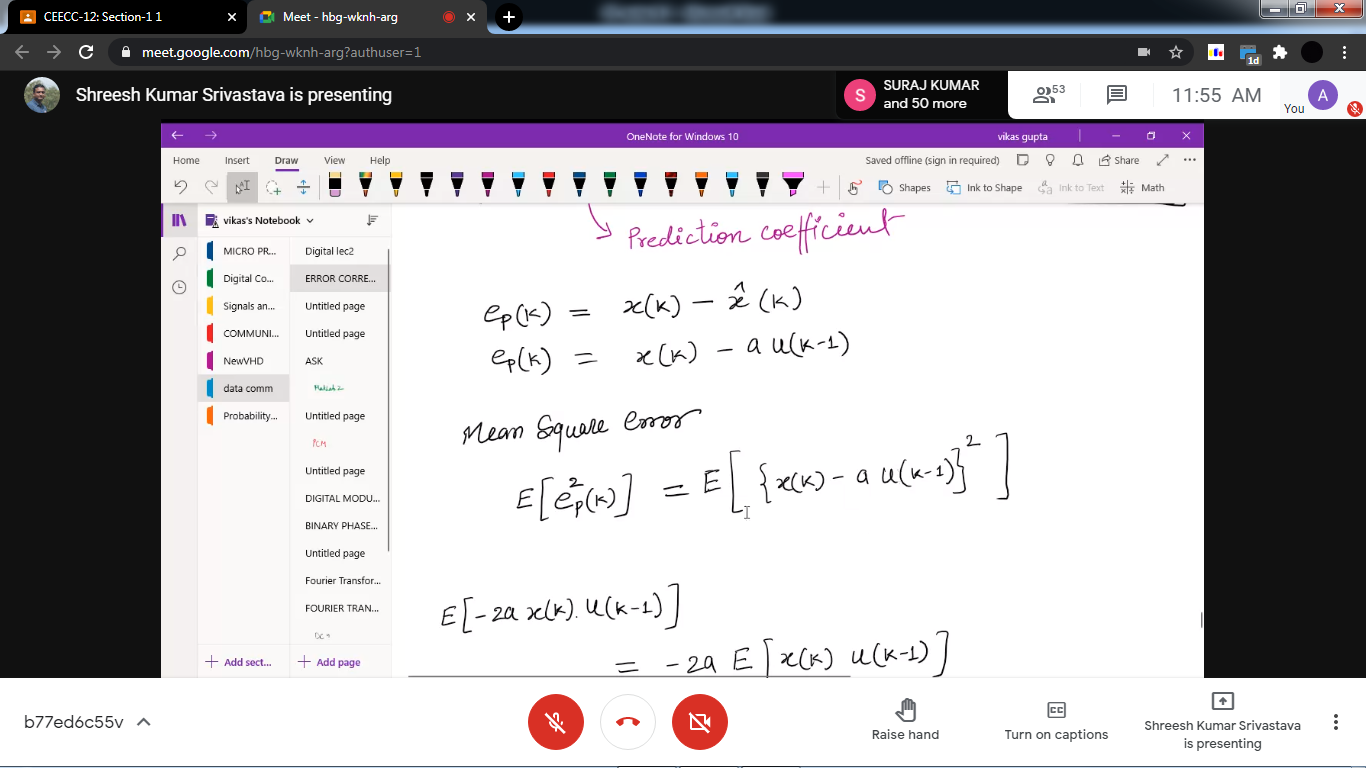 CEECC-12: Section-1 1
Meet - hbg-wknh-arg
meet.google.com/hbg-wknh-arg?authuser=1
1d
Shreesh Kumar Srivastava is presenting
S
SURAJ KUMAR
and 50 more
53
11:55 AM
You
A
OneNote for Windows 10
vikas gupta
Home Insert Draw View Help
Saved offline (sign in required)
Share
Shapes
Ink to Shape
Ink to Text
Math
vikas's Notebook
MICRO PR...
Digital Co...
Signals an...
COMMUNI...
NewVHD
data comm
Probability...
Add sect...
Digital lec2
ERROR CORRE...
Untitled page
Untitled page
ASK
Untitled page
PCM
Untitled page
DIGITAL MODU...
BINARY PHASE...
Untitled page
Fourier Transfor...
FOURIER TRAN...
Add page
Prediction coefficient
e_p(k) = x(k) - x̂(k)
e_p(k) = x(k) - a u(k-1)
Mean Square error
E[e_p²(k)] = E[{x(k) - a u(k-1)}²]
E[-2a x(k). u(k-1)]
= -2a E[x(k) u(k-1)]
b77ed6c55v
Raise hand
Turn on captions
Shreesh Kumar Srivastava
is presenting